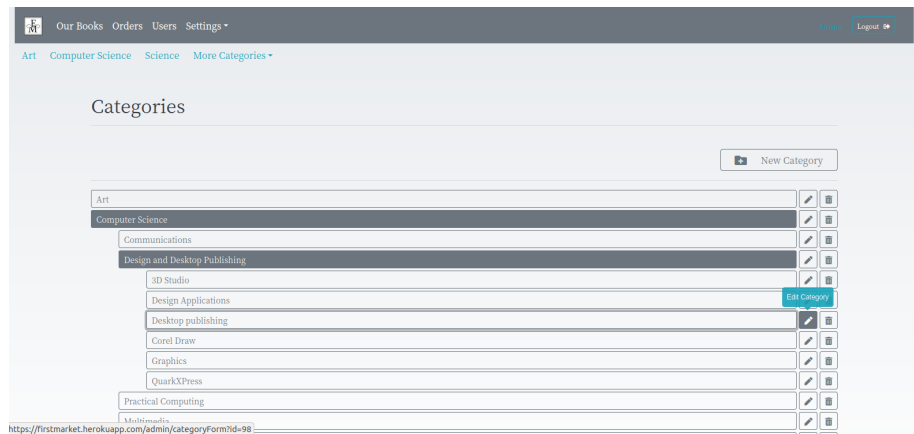 FM
Our Books Orders Users Settings
Logout
Art Computer Science Science More Categories
Categories
New Category
Art
Computer Science
Communications
Design and Desktop Publishing
3D Studio
Design Applications
Edit Category
Desktop publishing
Corel Draw
Graphics
QuarkXPress
Practical Computing
Multimedia
https://firstmarket.herokuapp.com/admin/categoryForm?id=98